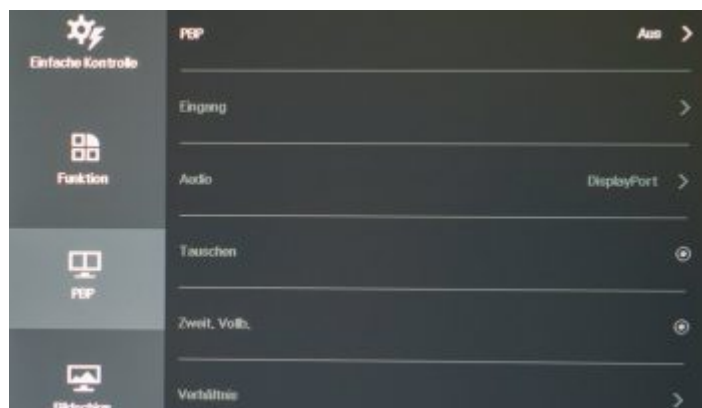 Einfache Kontrolle
Funktion
PBP
PBP Aus
Eingang
Audio DisplayPort
Tauschen
Zweit. Vollb.
Verhältnis